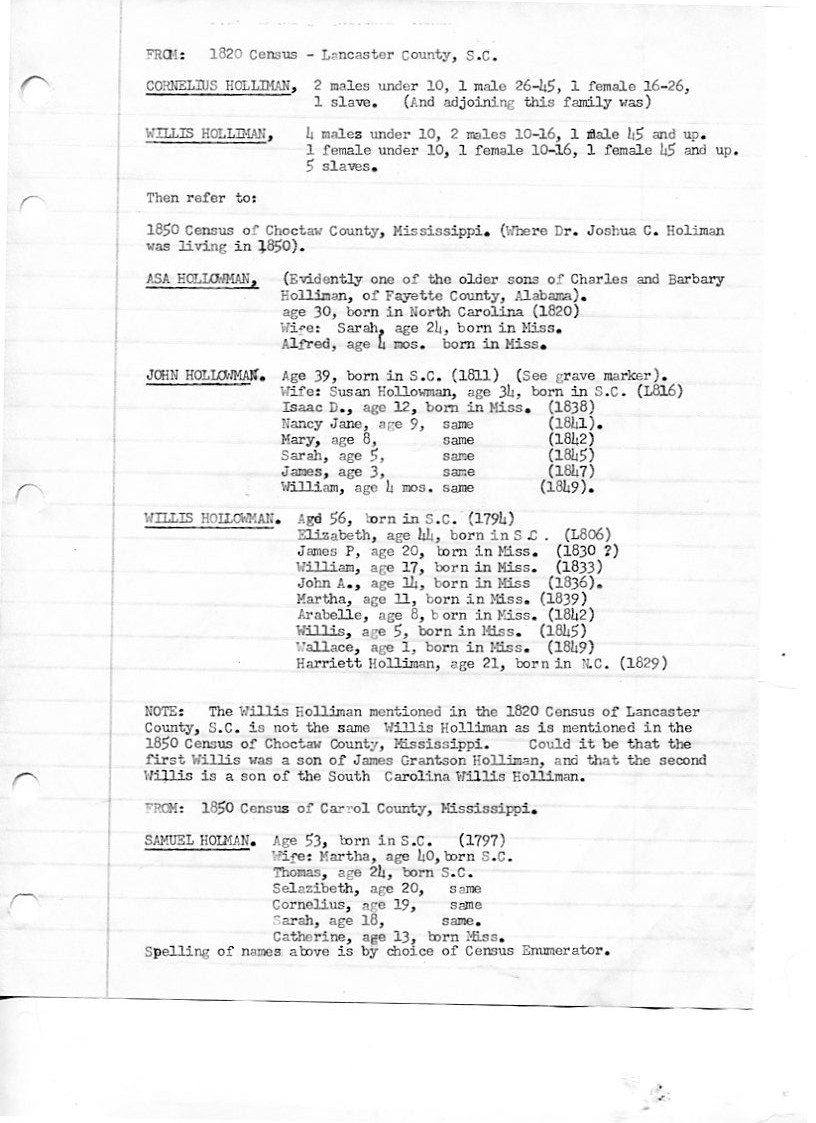 FROM: 1820 Census - Lancaster County, S.C.
CORNELIUS HOLLIMAN, 2 males under 10, 1 male 26-45, 1 female 16-26,
1 slave. (And adjoining this family was)
WILLIS HOLLIMAN, 4 males under 10, 2 males 10-16, 1 male 45 and up.
1 female under 10, 1 female 10-16, 1 female 45 and up.
5 slaves.
Then refer to:
1850 Census of Choctaw County, Mississippi. (Where Dr. Joshua C. Holiman
was living in 1850).
ASA HOLLOWMAN, (Evidently one of the older sons of Charles and Barbary
Holliman, of Fayette County, Alabama).
age 30, born in North Carolina (1820)
Wife: Sarah, age 24, born in Miss.
Alfred, age 4 mos. born in Miss.
JOHN HOLLOWMAN. Age 39, born in S.C. (1811) (See grave marker).
Wife: Susan Hollowman, age 34, born in S.C. (L816)
Isaac D., age 12, born in Miss. (1838)
Nancy Jane, age 9, same (1841).
Mary, age 8, same (1842)
Sarah, age 5, same (1845)
James, age 3, same (1847)
William, age 4 mos. same (1849).
WILLIS HOLLOWMAN. Aged 56, born in S.C. (1794)
Elizabeth, age 44, born in S.C. (L806)
James P, age 20, born in Miss. (1830 ?)
William, age 17, born in Miss. (1833)
John A., age 14, born in Miss (1836).
Martha, age 11, born in Miss. (1839)
Arabelle, age 8, born in Miss. (1842)
Willis, age 5, born in Miss. (1845)
Wallace, age 1, born in Miss. (1849)
Harriett Holliman, age 21, born in N.C. (1829)
NOTE: The Willis Holliman mentioned in the 1820 Census of Lancaster
County, S.C. is not the same Willis Holliman as is mentioned in the
1850 Census of Choctaw County, Mississippi. Could it be that the
first Willis was a son of James Grantson Holliman, and that the second
Willis is a son of the South Carolina Willis Holliman.
FROM: 1850 Census of Carrol County, Mississippi.
SAMUEL HOLMAN. Age 53, born in S.C. (1797)
Wife: Martha, age 40, born S.C.
Thomas, age 24, born S.C.
Selazibeth, age 20, same
Cornelius, age 19, same
Sarah, age 18, same.
Catherine, age 13, born Miss.
Spelling of names above is by choice of Census Enumerator.